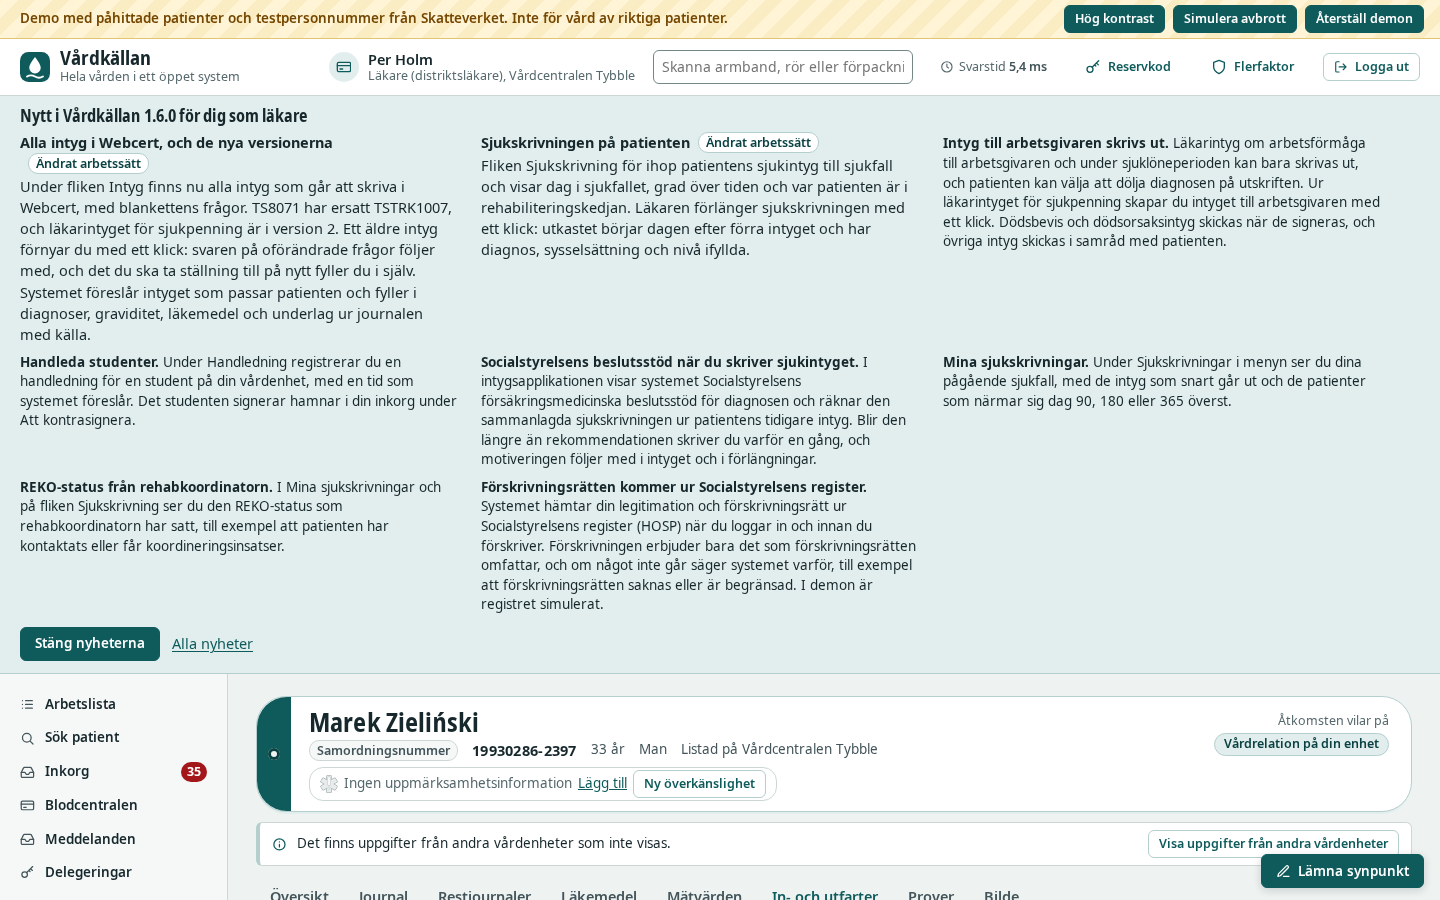 Demo med påhittade patienter och testpersonnummer från Skatteverket. Inte för vård av riktiga patienter.
Hög kontrast
Simulera avbrott
Återställ demon
Vårdkällan
Hela vården i ett öppet system
Per Holm
Läkare (distriktsläkare), Vårdcentralen Tybble
Skanna armband, rör eller förpackni
Svarstid 5,4 ms
Reservkod
Flerfaktor
Logga ut
Nytt i Vårdkällan 1.6.0 för dig som läkare
Alla intyg i Webcert, och de nya versionerna
Ändrat arbetssätt
Under fliken Intyg finns nu alla intyg som går att skriva i
Webcert, med blankettens frågor. TS8071 har ersatt TSTRK1007,
och läkarintyget för sjukpenning är i version 2. Ett äldre intyg
förnyar du med ett klick: svaren på oförändrade frågor följer
med, och det du ska ta ställning till på nytt fyller du i själv.
Systemet föreslår intyget som passar patienten och fyller i
diagnoser, graviditet, läkemedel och underlag ur journalen
med källa.
Sjukskrivningen på patienten
Ändrat arbetssätt
Fliken Sjukskrivning för ihop patientens sjukintyg till sjukfall
och visar dag i sjukfallet, grad över tiden och var patienten är i
rehabiliteringskedjan. Läkaren förlänger sjukskrivningen med
ett klick: utkastet börjar dagen efter förra intyget och har
diagnos, sysselsättning och nivå ifyllda.
Intyg till arbetsgivaren skrivs ut. Läkarintyg om arbetsförmåga
till arbetsgivaren och under sjuklöneperioden kan bara skrivas ut,
och patienten kan välja att dölja diagnosen på utskriften. Ur
läkarintyget för sjukpenning skapar du intyget till arbetsgivaren med
ett klick. Dödsbevis och dödsorsaksintyg skickas när de signeras, och
övriga intyg skickas i samråd med patienten.
Handleda studenter. Under Handledning registrerar du en
handledning för en student på din vårdenhet, med en tid som
systemet föreslår. Det studenten signerar hamnar i din inkorg under
Att kontrasignera.
Socialstyrelsens beslutsstöd när du skriver sjukintyget. I
intygsapplikationen visar systemet Socialstyrelsens
försäkringsmedicinska beslutsstöd för diagnosen och räknar den
sammanlagda sjukskrivningen ur patientens tidigare intyg. Blir den
längre än rekommendationen skriver du varför en gång, och
motiveringen följer med i intyget och i förlängningar.
Mina sjukskrivningar. Under Sjukskrivningar i menyn ser du dina
pågående sjukfall, med de intyg som snart går ut och de patienter
som närmar sig dag 90, 180 eller 365 överst.
REKO-status från rehabkoordinatorn. I Mina sjukskrivningar och
på fliken Sjukskrivning ser du den REKO-status som
rehabkoordinatorn har satt, till exempel att patienten har
kontaktats eller får koordineringsinsatser.
Förskrivningsrätten kommer ur Socialstyrelsens register.
Systemet hämtar din legitimation och förskrivningsrätt ur
Socialstyrelsens register (HOSP) när du loggar in och innan du
förskriver. Förskrivningen erbjuder bara det som förskrivningsrätten
omfattar, och om något inte går säger systemet varför, till exempel
att förskrivningsrätten saknas eller är begränsad. I demon är
registret simulerat.
Stäng nyheterna
Alla nyheter
Arbetslista
Sök patient
Inkorg
35
Blodcentralen
Meddelanden
Delegeringar
Marek Zieliński
Samordningsnummer
19930286-2397
33 år
Man
Listad på Vårdcentralen Tybble
Åtkomsten vilar på
Vårdrelation på din enhet
Ingen uppmärksamhetsinformation
Lägg till
Ny överkänslighet
Det finns uppgifter från andra vårdenheter som inte visas.
Visa uppgifter från andra vårdenheter
Lämna synpunkt
Översikt
Journal
Restjournaler
Läkemedel
Mätvärden
In- och utfarter
Prover
Bilde